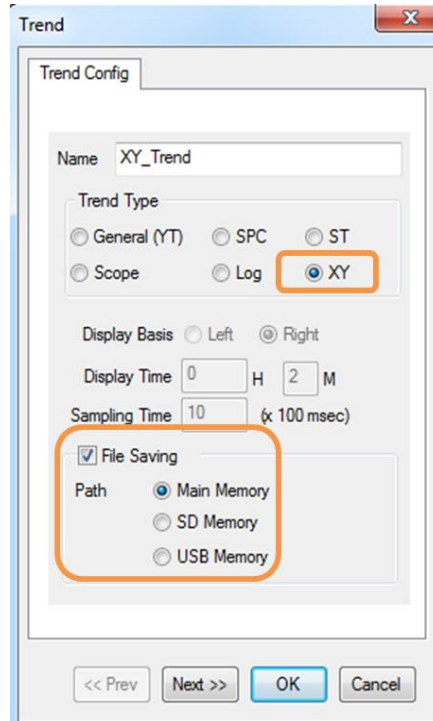 Trend
Trend Config
Name XY_Trend
Trend Type
General (YT) SPC ST
Scope Log XY
Display Basis Left Right
Display Time 0 H 2 M
Sampling Time 10 (x 100 msec)
File Saving
Path Main Memory
SD Memory
USB Memory
<< Prev Next >> OK Cancel